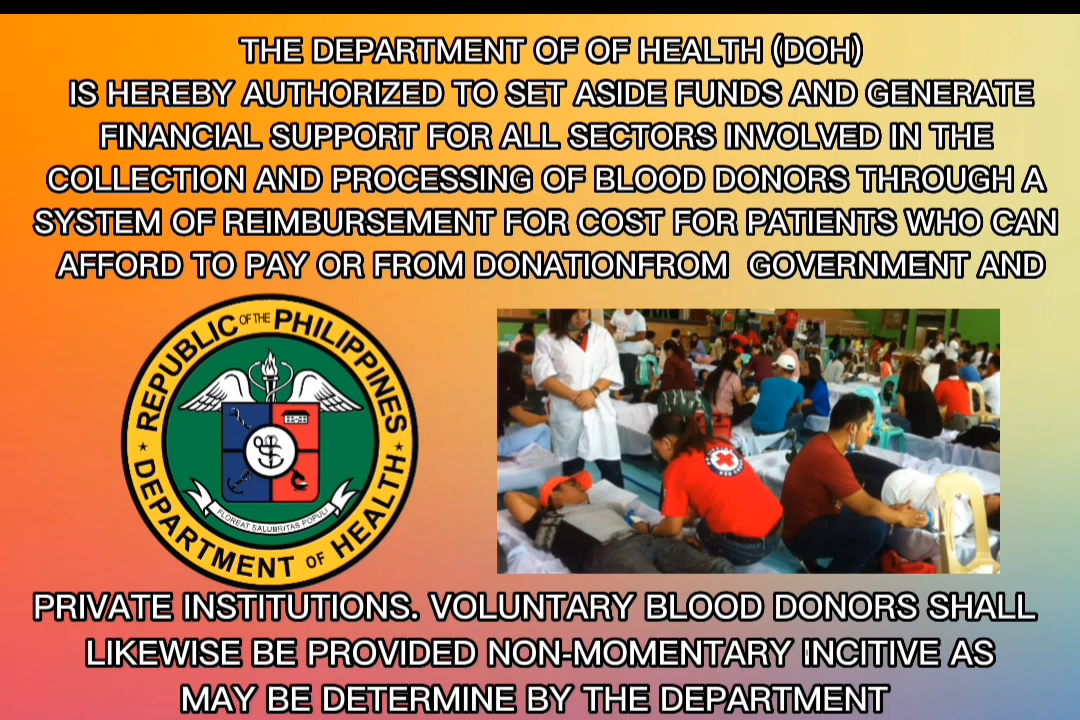 THE DEPARTMENT OF OF HEALTH (DOH)
IS HEREBY AUTHORIZED TO SET ASIDE FUNDS AND GENERATE
FINANCIAL SUPPORT FOR ALL SECTORS INVOLVED IN THE
COLLECTION AND PROCESSING OF BLOOD DONORS THROUGH A
SYSTEM OF REIMBURSEMENT FOR COST FOR PATIENTS WHO CAN
AFFORD TO PAY OR FROM DONATIONFROM GOVERNMENT AND
REPUBLIC OF THE PHILIPPINES
FLOREAT SALUBRITAS POPULI
DEPARTMENT OF HEALTH
PRIVATE INSTITUTIONS. VOLUNTARY BLOOD DONORS SHALL
LIKEWISE BE PROVIDED NON-MOMENTARY INCITIVE AS
MAY BE DETERMINE BY THE DEPARTMENT